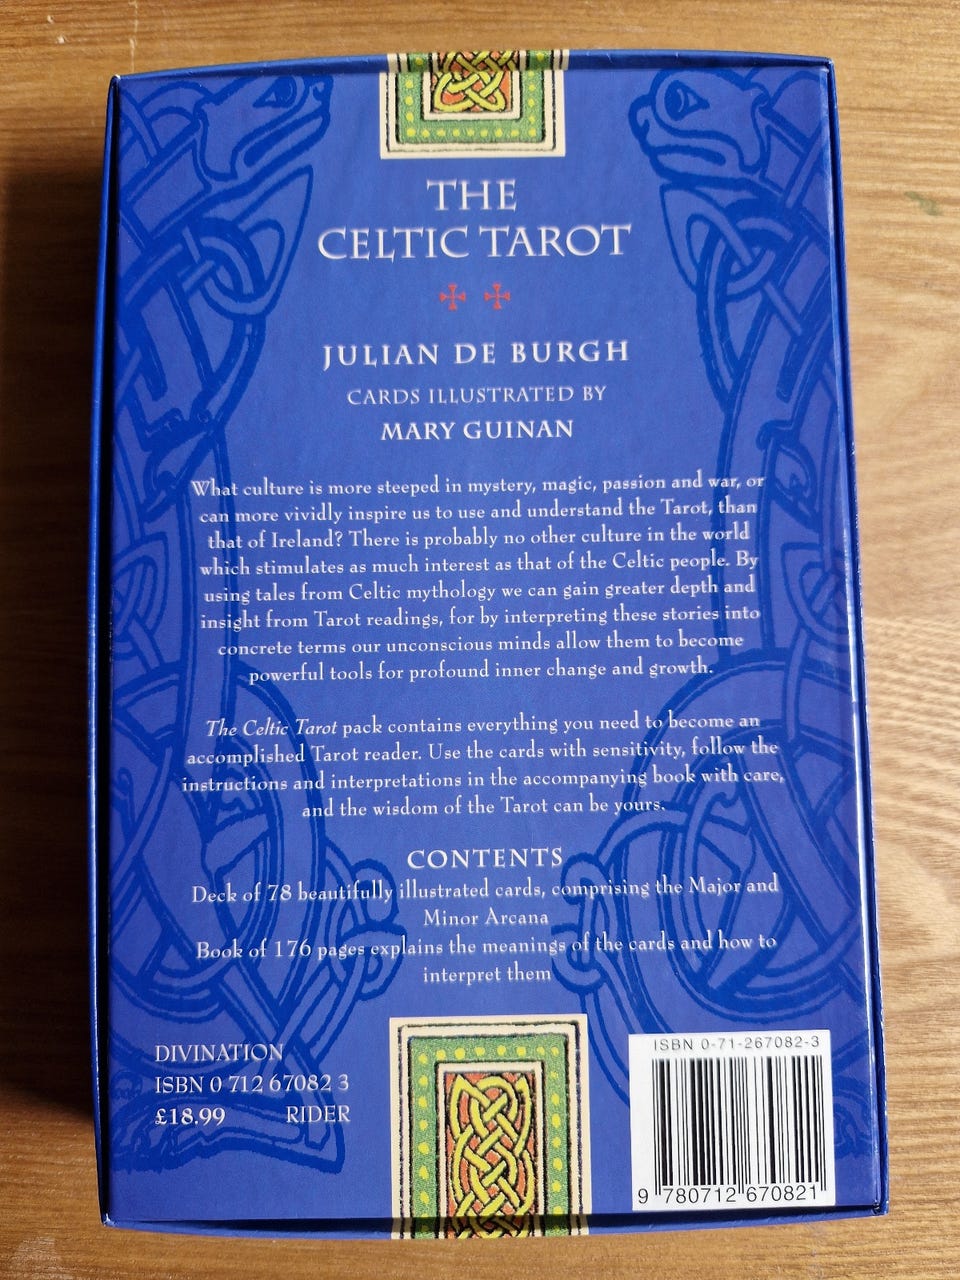 THE
CELTIC TAROT
JULIAN DE BURGH
CARDS ILLUSTRATED BY
MARY GUINAN
What culture is more steeped in mystery, magic, passion and war, or
can more vividly inspire us to use and understand the Tarot, than
that of Ireland? There is probably no other culture in the world
which stimulates as much interest as that of the Celtic people. By
using tales from Celtic mythology we can gain greater depth and
insight from Tarot readings, for by interpreting these stories into
concrete terms our unconscious minds allow them to become
powerful tools for profound inner change and growth.
The Celtic Tarot pack contains everything you need to become an
accomplished Tarot reader. Use the cards with sensitivity, follow the
instructions and interpretations in the accompanying book with care,
and the wisdom of the Tarot can be yours.
CONTENTS
Deck of 78 beautifully illustrated cards, comprising the Major and
Minor Arcana
Book of 176 pages explains the meanings of the cards and how to
interpret them
DIVINATION
ISBN 0 712 67082 3
£18.99 RIDER
ISBN 0-71-267082-3
9 780712 670821